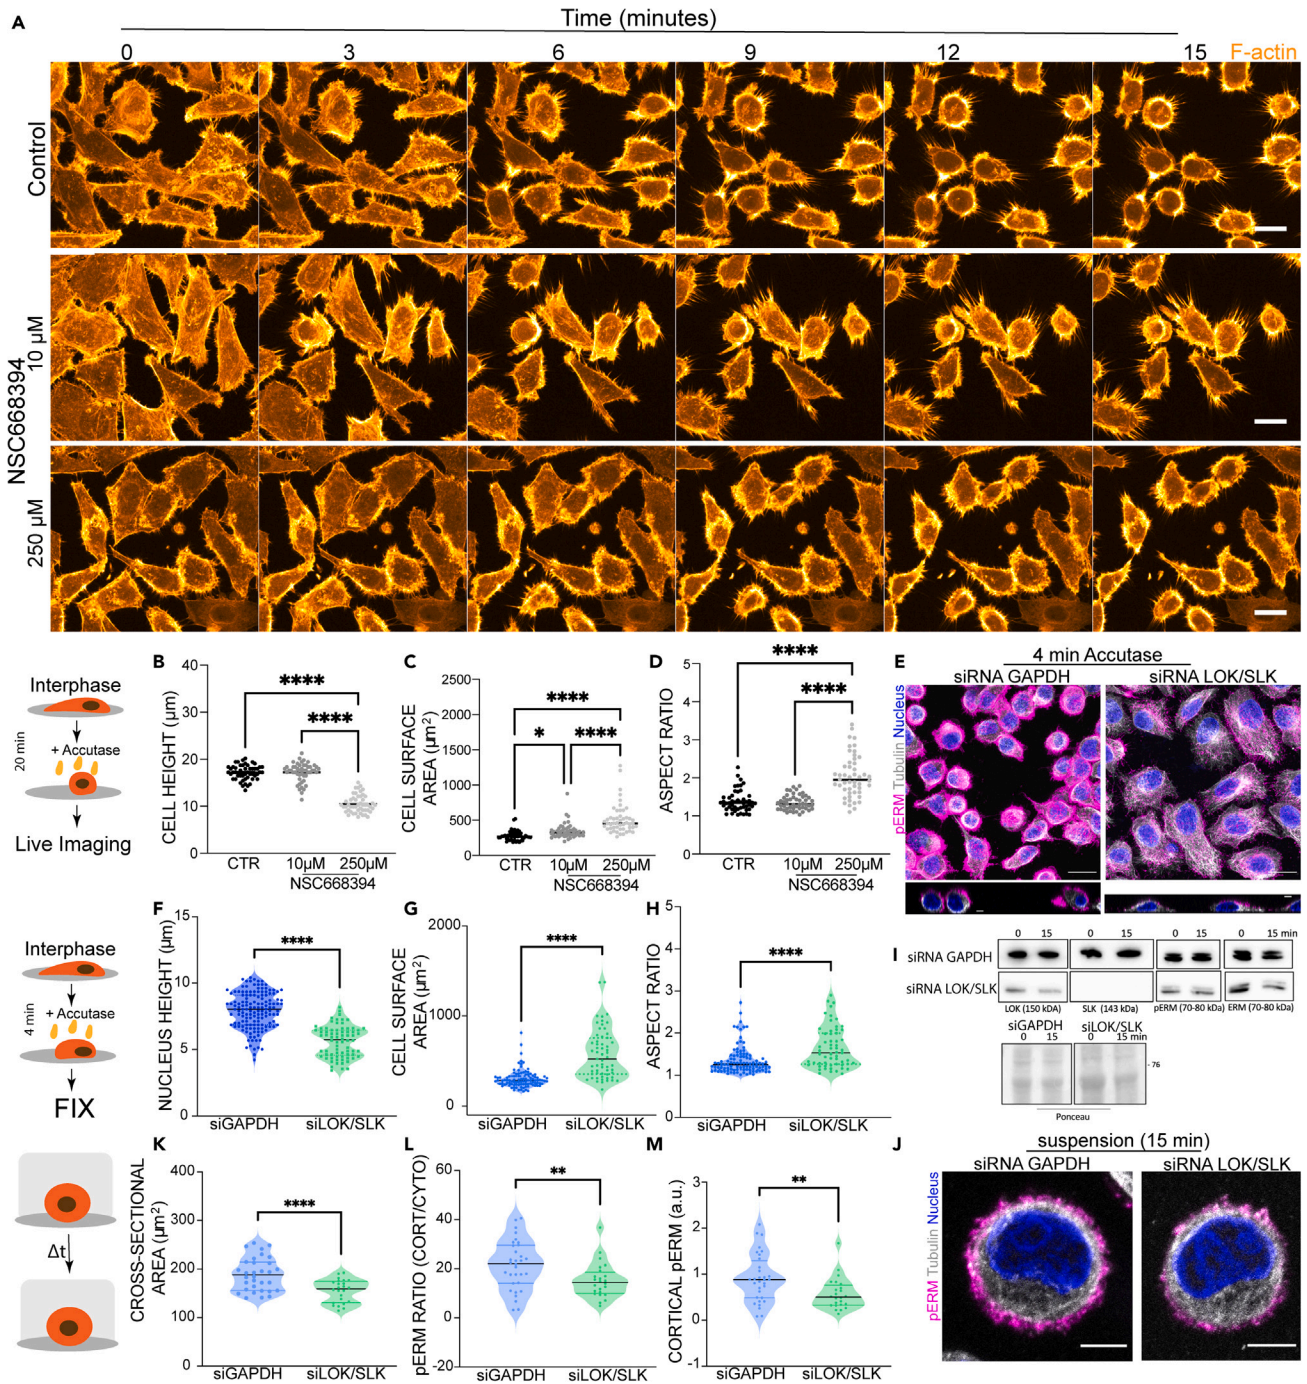 A
Time (minutes)
0 3 6 9 12 15 F-actin
Control
NSC668394
10 µM
250 µM
Interphase
20 min
+ Accutase
Live Imaging
B
CELL HEIGHT (µm)
40
30
20
10
0
****
****
CTR 10µM 250µM
NSC668394
C
CELL SURFACE
AREA (µm²)
2500
2000
1500
1000
500
0
****
* ****
CTR 10µM 250µM
NSC668394
D
ASPECT RATIO
5
4
3
2
1
0
****
****
CTR 10µM 250µM
NSC668394
E
4 min Accutase
siRNA GAPDH siRNA LOK/SLK
pERM Tubulin Nucleus
Interphase
4 min
+ Accutase
FIX
F
NUCLEUS HEIGHT (µm)
15
10
5
0
****
siGAPDH siLOK/SLK
G
CELL SURFACE
AREA (µm²)
2000
1000
0
****
siGAPDH siLOK/SLK
H
ASPECT RATIO
5
4
3
2
1
0
****
siGAPDH siLOK/SLK
I
0 15 0 15 0 15 0 15 min
siRNA GAPDH
siRNA LOK/SLK
LOK (150 kDA) SLK (143 kDA) pERM (70-80 kDa) ERM (70-80 kDa)
siGAPDH siLOK/SLK
0 15 0 15 min
- 76
Ponceau
Δt
K
CROSS-SECTIONAL
AREA (µm²)
400
300
200
100
0
****
siGAPDH siLOK/SLK
L
pERM RATIO (CORT/CYTO)
60
40
20
0
-20
**
siGAPDH siLOK/SLK
M
CORTICAL pERM (a.u.)
3
2
1
0
-1
**
siGAPDH siLOK/SLK
J
suspension (15 min)
siRNA GAPDH siRNA LOK/SLK
pERM Tubulin Nucleus